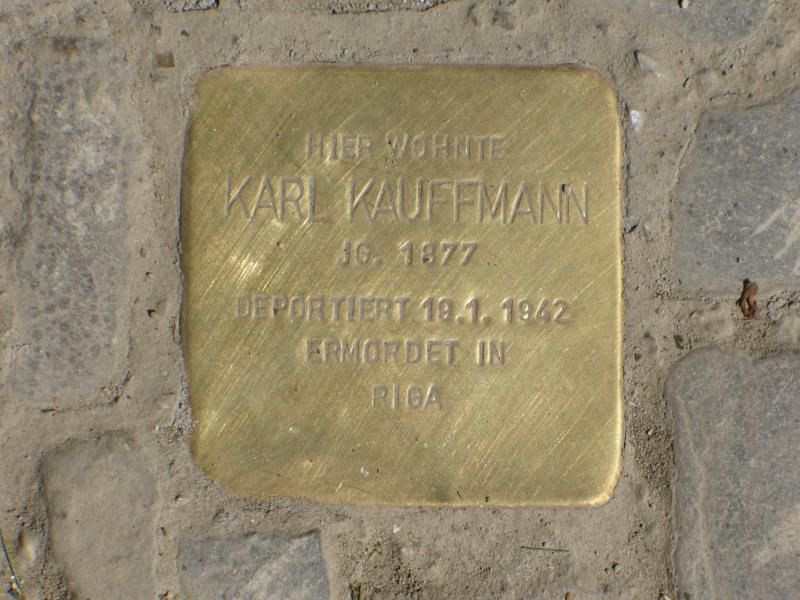 HIER WOHNTE
KARL KAUFFMANN
JG. 1877
DEPORTIERT 19.1.1942
ERMORDET IN
RIGA